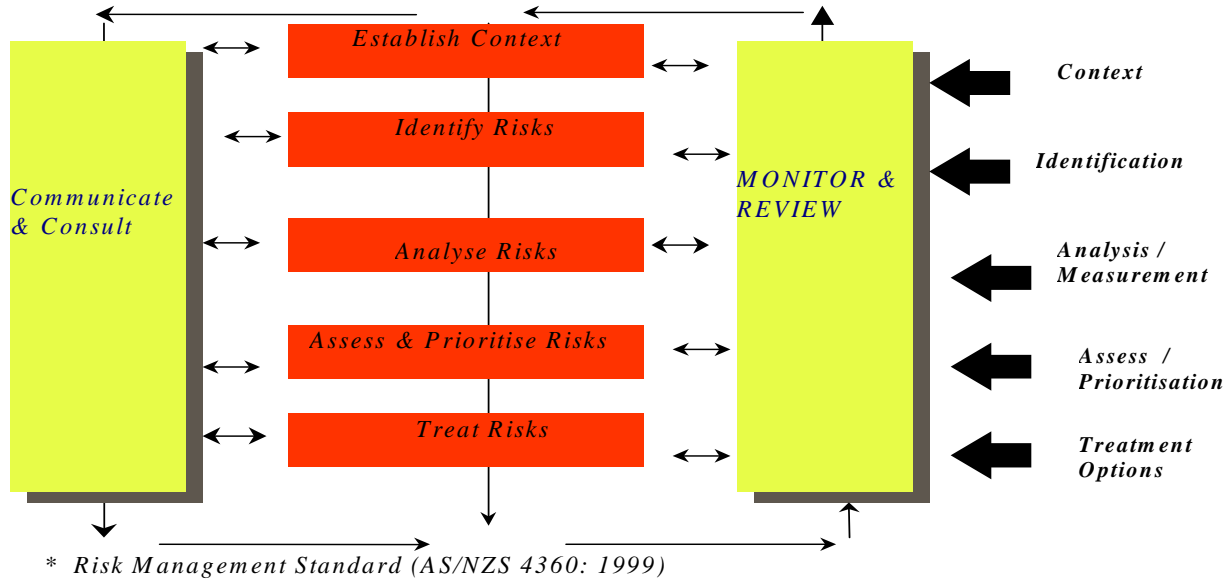 Establish Context
Identify Risks
Analyse Risks
Assess & Prioritise Risks
Treat Risks
Communicate
& Consult
MONITOR &
REVIEW
Context
Identification
Analysis /
Measurement
Assess /
Prioritisation
Treatment
Options
* Risk Management Standard (AS/NZS 4360: 1999)